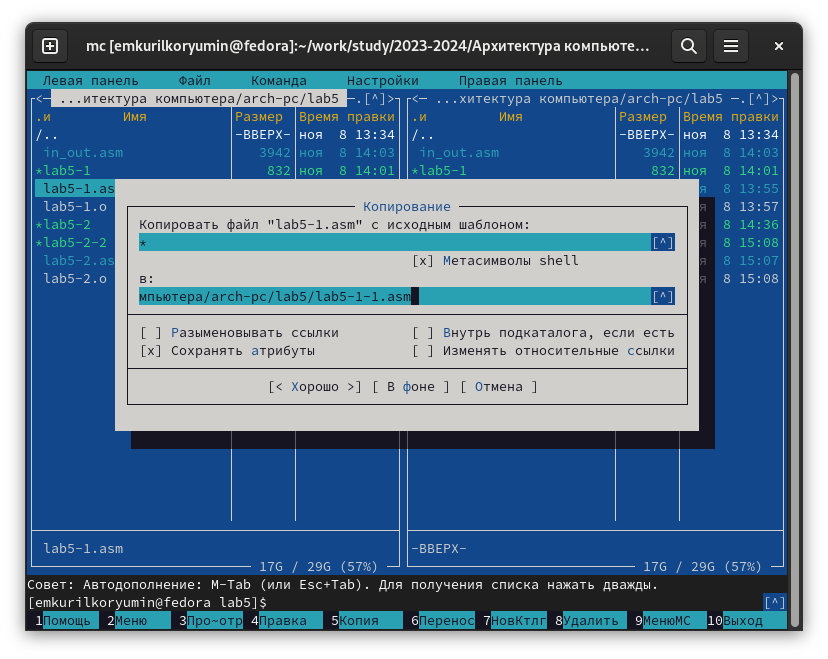 mc [emkurilkoryumin@fedora]:~/work/study/2023-2024/Архитектура компьюте...
Левая панель Файл Команда Настройки Правая панель
<— ...итектура компьютера/arch-pc/lab5 —.[^]> <— ...хитектура компьютера/arch-pc/lab5 —.[^]>
.и Имя Размер Время правки .и Имя Размер Время правки
/.. -ВВЕРХ- ноя 8 13:34 /.. -ВВЕРХ- ноя 8 13:34
in_out.asm 3942 ноя 8 14:03 in_out.asm 3942 ноя 8 14:03
*lab5-1 832 ноя 8 14:01 *lab5-1 832 ноя 8 14:01
lab5-1.as я 8 13:55
lab5-1.o я 8 13:57
*lab5-2 я 8 14:36
*lab5-2-2 я 8 15:08
lab5-2.as я 8 15:07
lab5-2.o я 8 15:08
Копирование
Копировать файл "lab5-1.asm" с исходным шаблоном:
* [^]
[x] Метасимволы shell
в:
мпьютера/arch-pc/lab5/lab5-1-1.asm [^]
[ ] Разыменовывать ссылки [ ] Внутрь подкаталога, если есть
[x] Сохранять атрибуты [ ] Изменять относительные ссылки
[< Хорошо >] [ В фоне ] [ Отмена ]
lab5-1.asm -ВВЕРХ-
17G / 29G (57%) 17G / 29G (57%)
Совет: Автодополнение: M-Tab (или Esc+Tab). Для получения списка нажать дважды.
[emkurilkoryumin@fedora lab5]$ [^]
1Помощь 2Меню 3Про~отр 4Правка 5Копия 6Перенос 7НовКтлг 8Удалить 9МенюМС 10Выход